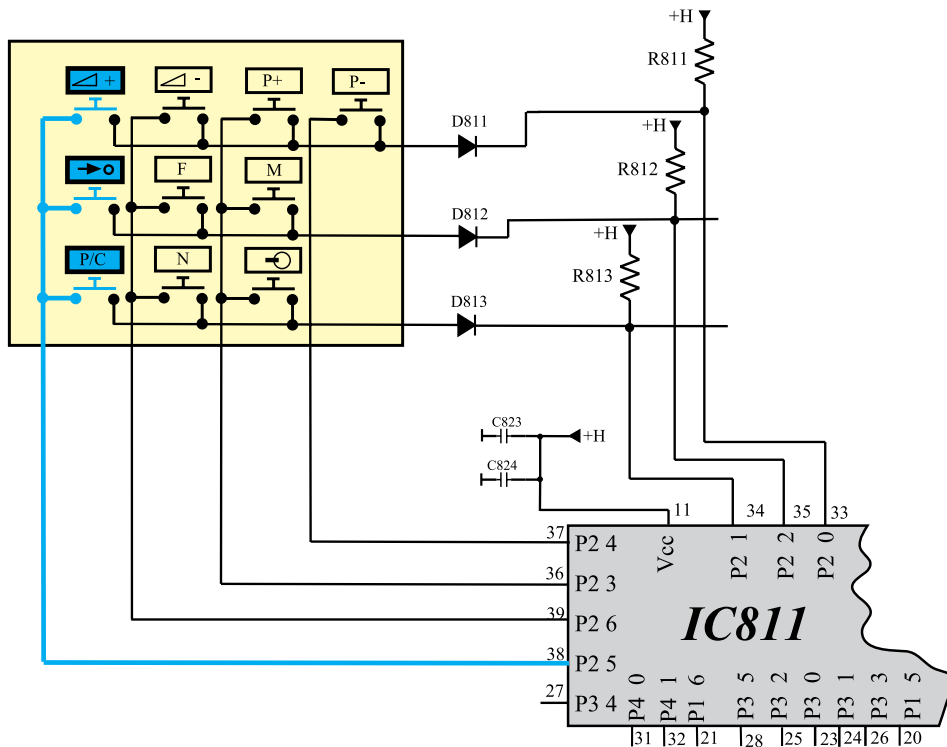 +H
R811
+ - P+ P-
D811
+H
R812
F M
D812
+H
R813
P/C N
D813
C823
+H
C824
11 34 35 33
37 P2 4 Vcc P2 1 P2 2 P2 0
36 P2 3
39 P2 6 IC811
38 P2 5
27 P3 4 P4 0 P4 1 P1 6 P3 5 P3 2 P3 0 P3 1 P3 3 P1 5
31 32 21 28 25 23 24 26 20